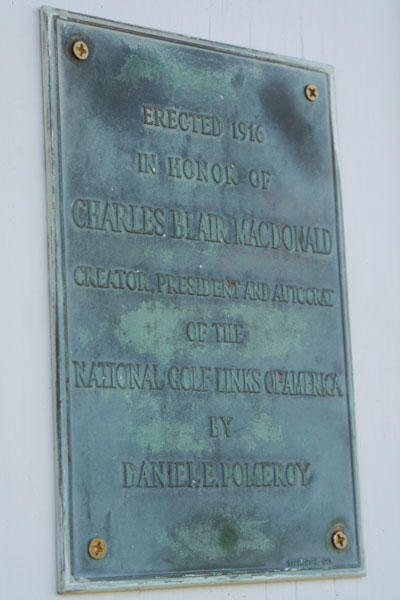 ERECTED 1916
IN HONOR OF
CHARLES BLAIR MACDONALD
CREATOR, PRESIDENT AND AUTOCRAT
OF THE
NATIONAL GOLF LINKS OF AMERICA
BY
DANIEL E. POMEROY